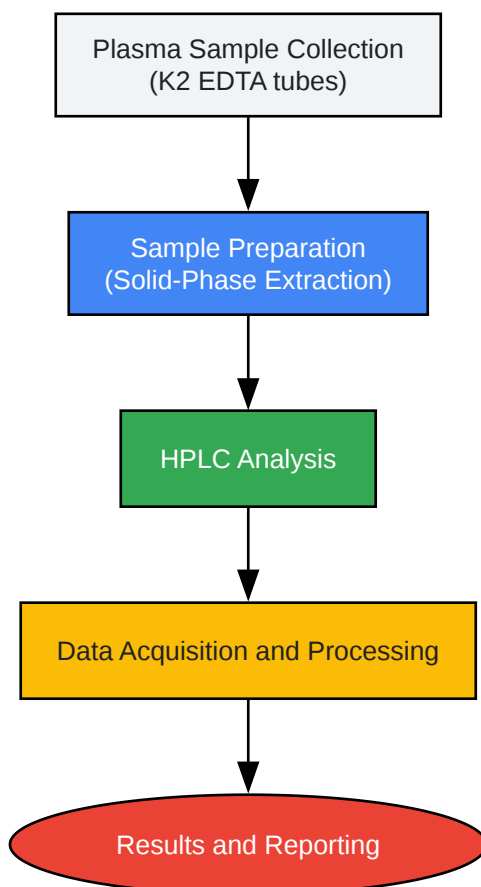 Plasma Sample Collection
(K2 EDTA tubes)
Sample Preparation
(Solid-Phase Extraction)
HPLC Analysis
Data Acquisition and Processing
Results and Reporting